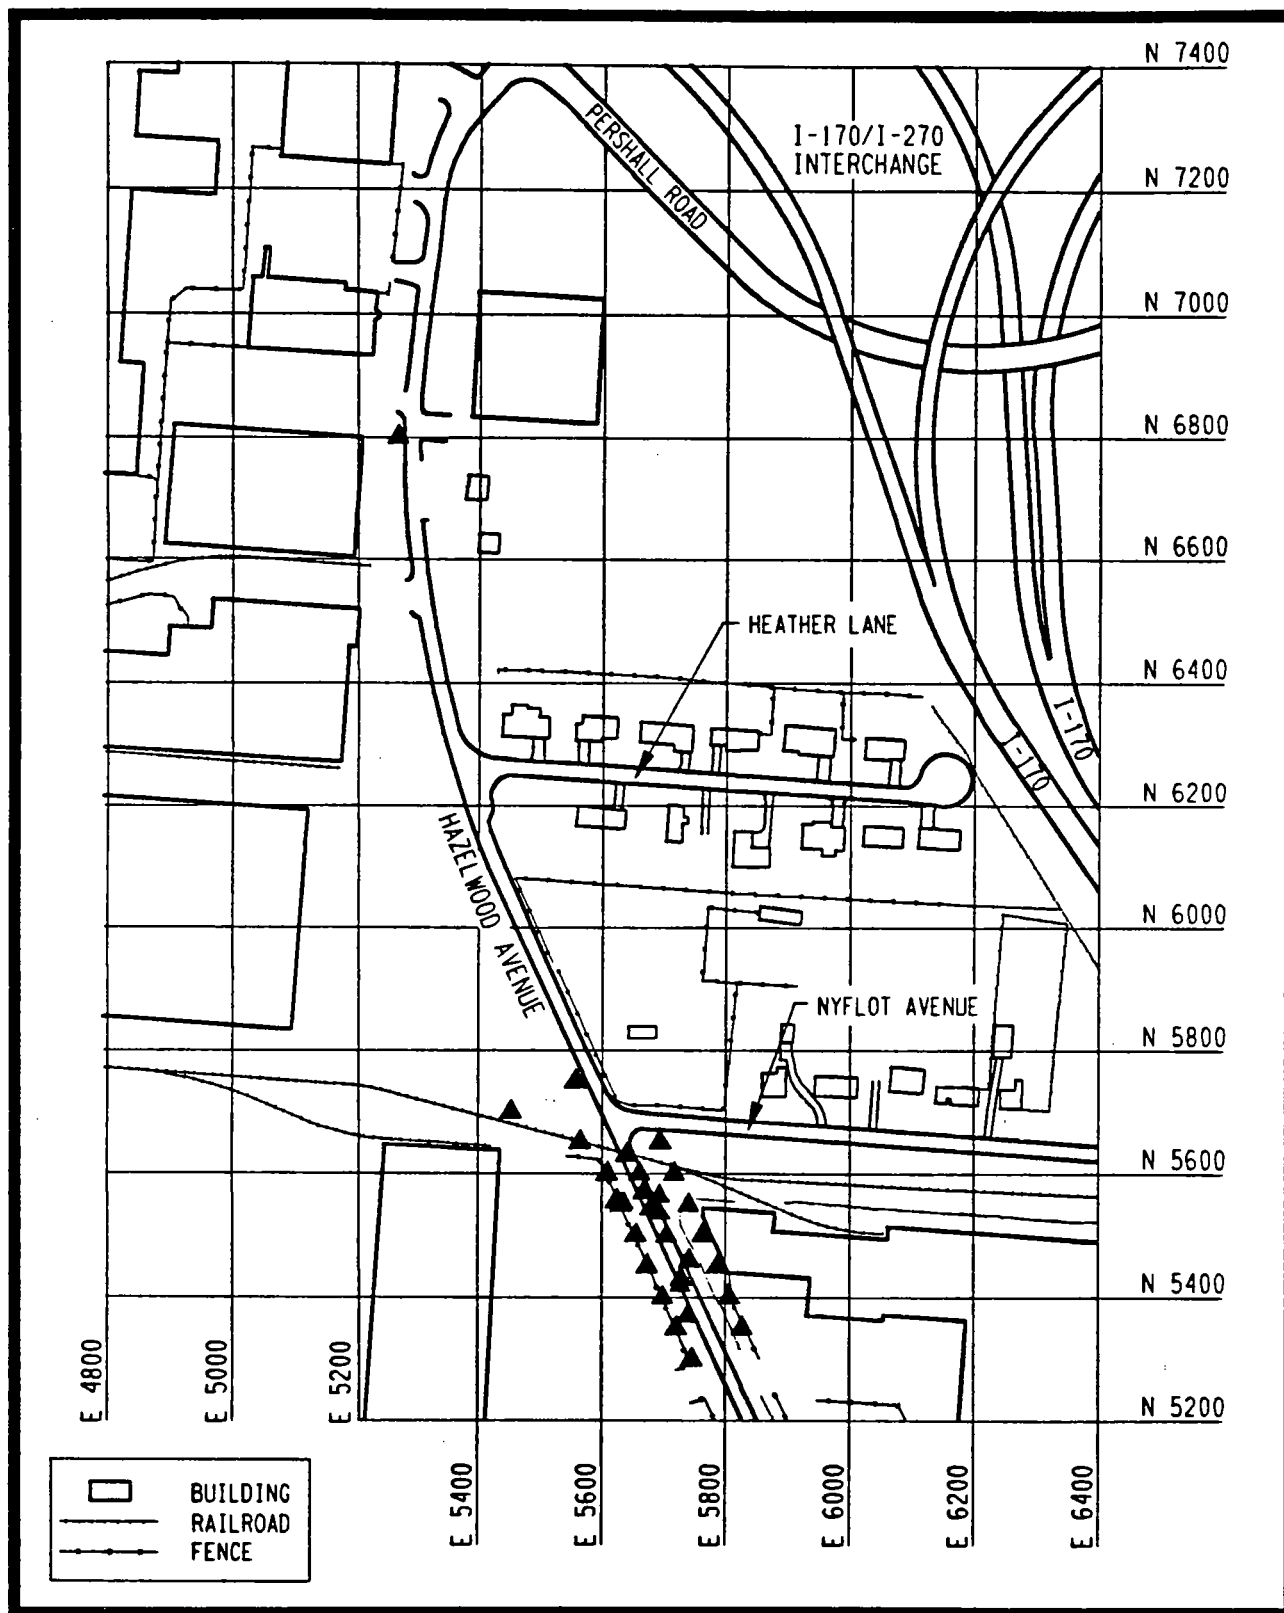 N 7400
I-170/I-270
INTERCHANGE
PERSHALL ROAD
N 7200
N 7000
N 6800
N 6600
HEATHER LANE
N 6400
I-170
I-170
N 6200
HAZELWOOD AVENUE
N 6000
NYFLOT AVENUE
N 5800
N 5600
N 5400
E 4800
E 5000
E 5200
N 5200
E 5400
E 5600
E 5800
E 6000
E 6200
E 6400
BUILDING
RAILROAD
FENCE